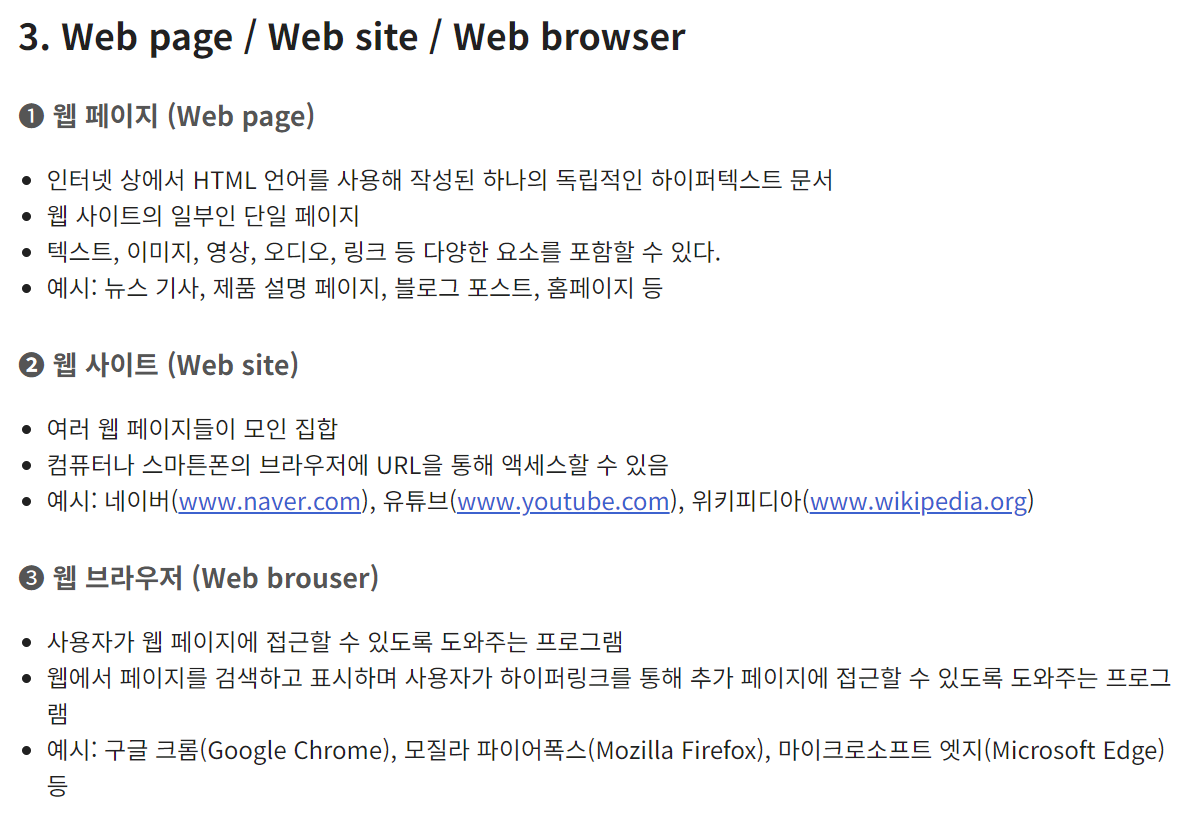 3. Web page / Web site / Web browser
❶ 웹 페이지 (Web page)
• 인터넷 상에서 HTML 언어를 사용해 작성된 하나의 독립적인 하이퍼텍스트 문서
• 웹 사이트의 일부인 단일 페이지
• 텍스트, 이미지, 영상, 오디오, 링크 등 다양한 요소를 포함할 수 있다.
• 예시: 뉴스 기사, 제품 설명 페이지, 블로그 포스트, 홈페이지 등
❷ 웹 사이트 (Web site)
• 여러 웹 페이지들이 모인 집합
• 컴퓨터나 스마튼폰의 브라우저에 URL을 통해 액세스할 수 있음
• 예시: 네이버(www.naver.com), 유튜브(www.youtube.com), 위키피디아(www.wikipedia.org)
❸ 웹 브라우저 (Web brouser)
• 사용자가 웹 페이지에 접근할 수 있도록 도와주는 프로그램
• 웹에서 페이지를 검색하고 표시하며 사용자가 하이퍼링크를 통해 추가 페이지에 접근할 수 있도록 도와주는 프로그
램
• 예시: 구글 크롬(Google Chrome), 모질라 파이어폭스(Mozilla Firefox), 마이크로소프트 엣지(Microsoft Edge)
등